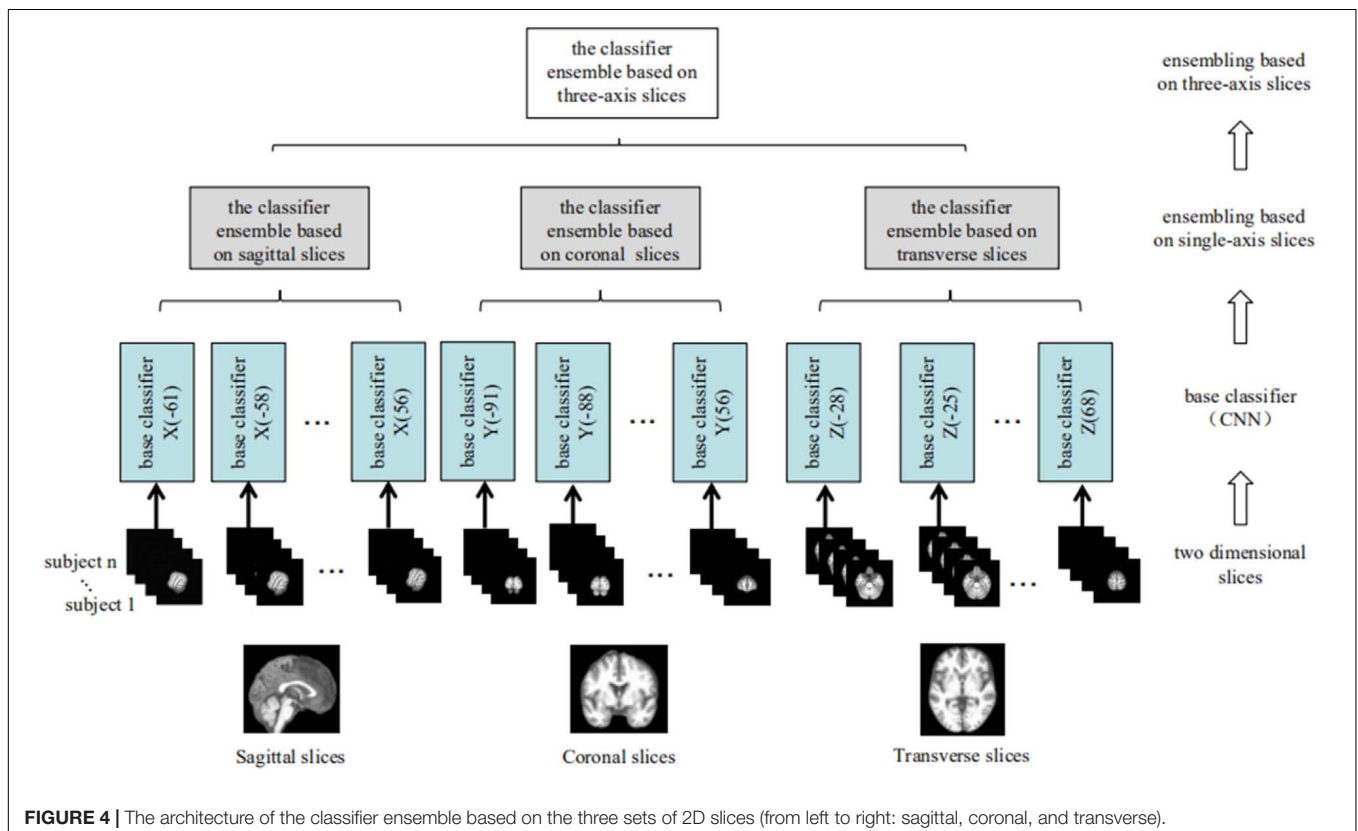 the classifier
ensemble based on
three-axis slices
ensembling based
on three-axis slices
the classifier
ensemble based
on sagittal slices
the classifier
ensemble based
on coronal slices
the classifier
ensemble based on
transverse slices
ensembling based
on single-axis slices
base classifier
X(-61)
base classifier
X(-58)
...
base classifier
X(56)
base classifier
Y(-91)
base classifier
Y(-88)
...
base classifier
Y(56)
base classifier
Z(-28)
base classifier
Z(-25)
...
base classifier
Z(68)
base classifier
（CNN）
subject n
...
subject 1
...
...
...
two dimensional
slices
Sagittal slices
Coronal slices
Transverse slices
FIGURE 4 | The architecture of the classifier ensemble based on the three sets of 2D slices (from left to right: sagittal, coronal, and transverse).